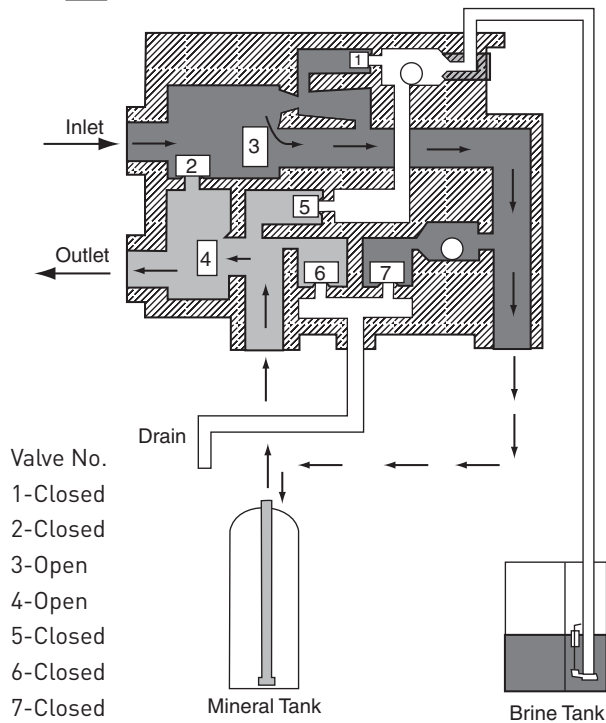 1
Inlet
3
2
5
Outlet
4
6
7
Drain
Valve No.
1-Closed
2-Closed
3-Open
4-Open
5-Closed
6-Closed
7-Closed
Mineral Tank
Brine Tank